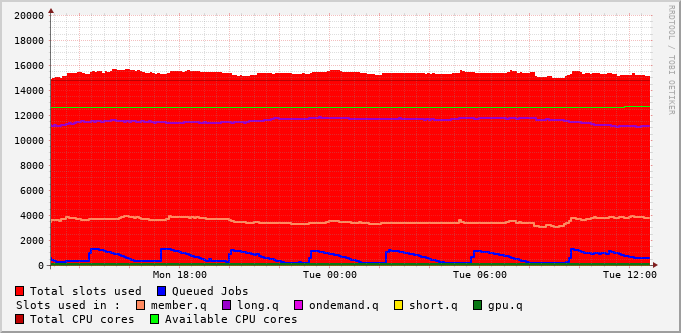 20000
18000
16000
14000
12000
10000
8000
6000
4000
2000
0
Mon 18:00 Tue 00:00 Tue 06:00 Tue 12:00
RRDTOOL / TOBI OETIKER
Total slots used Queued Jobs
Slots used in : member.q long.q ondemand.q short.q gpu.q
Total CPU cores Available CPU cores